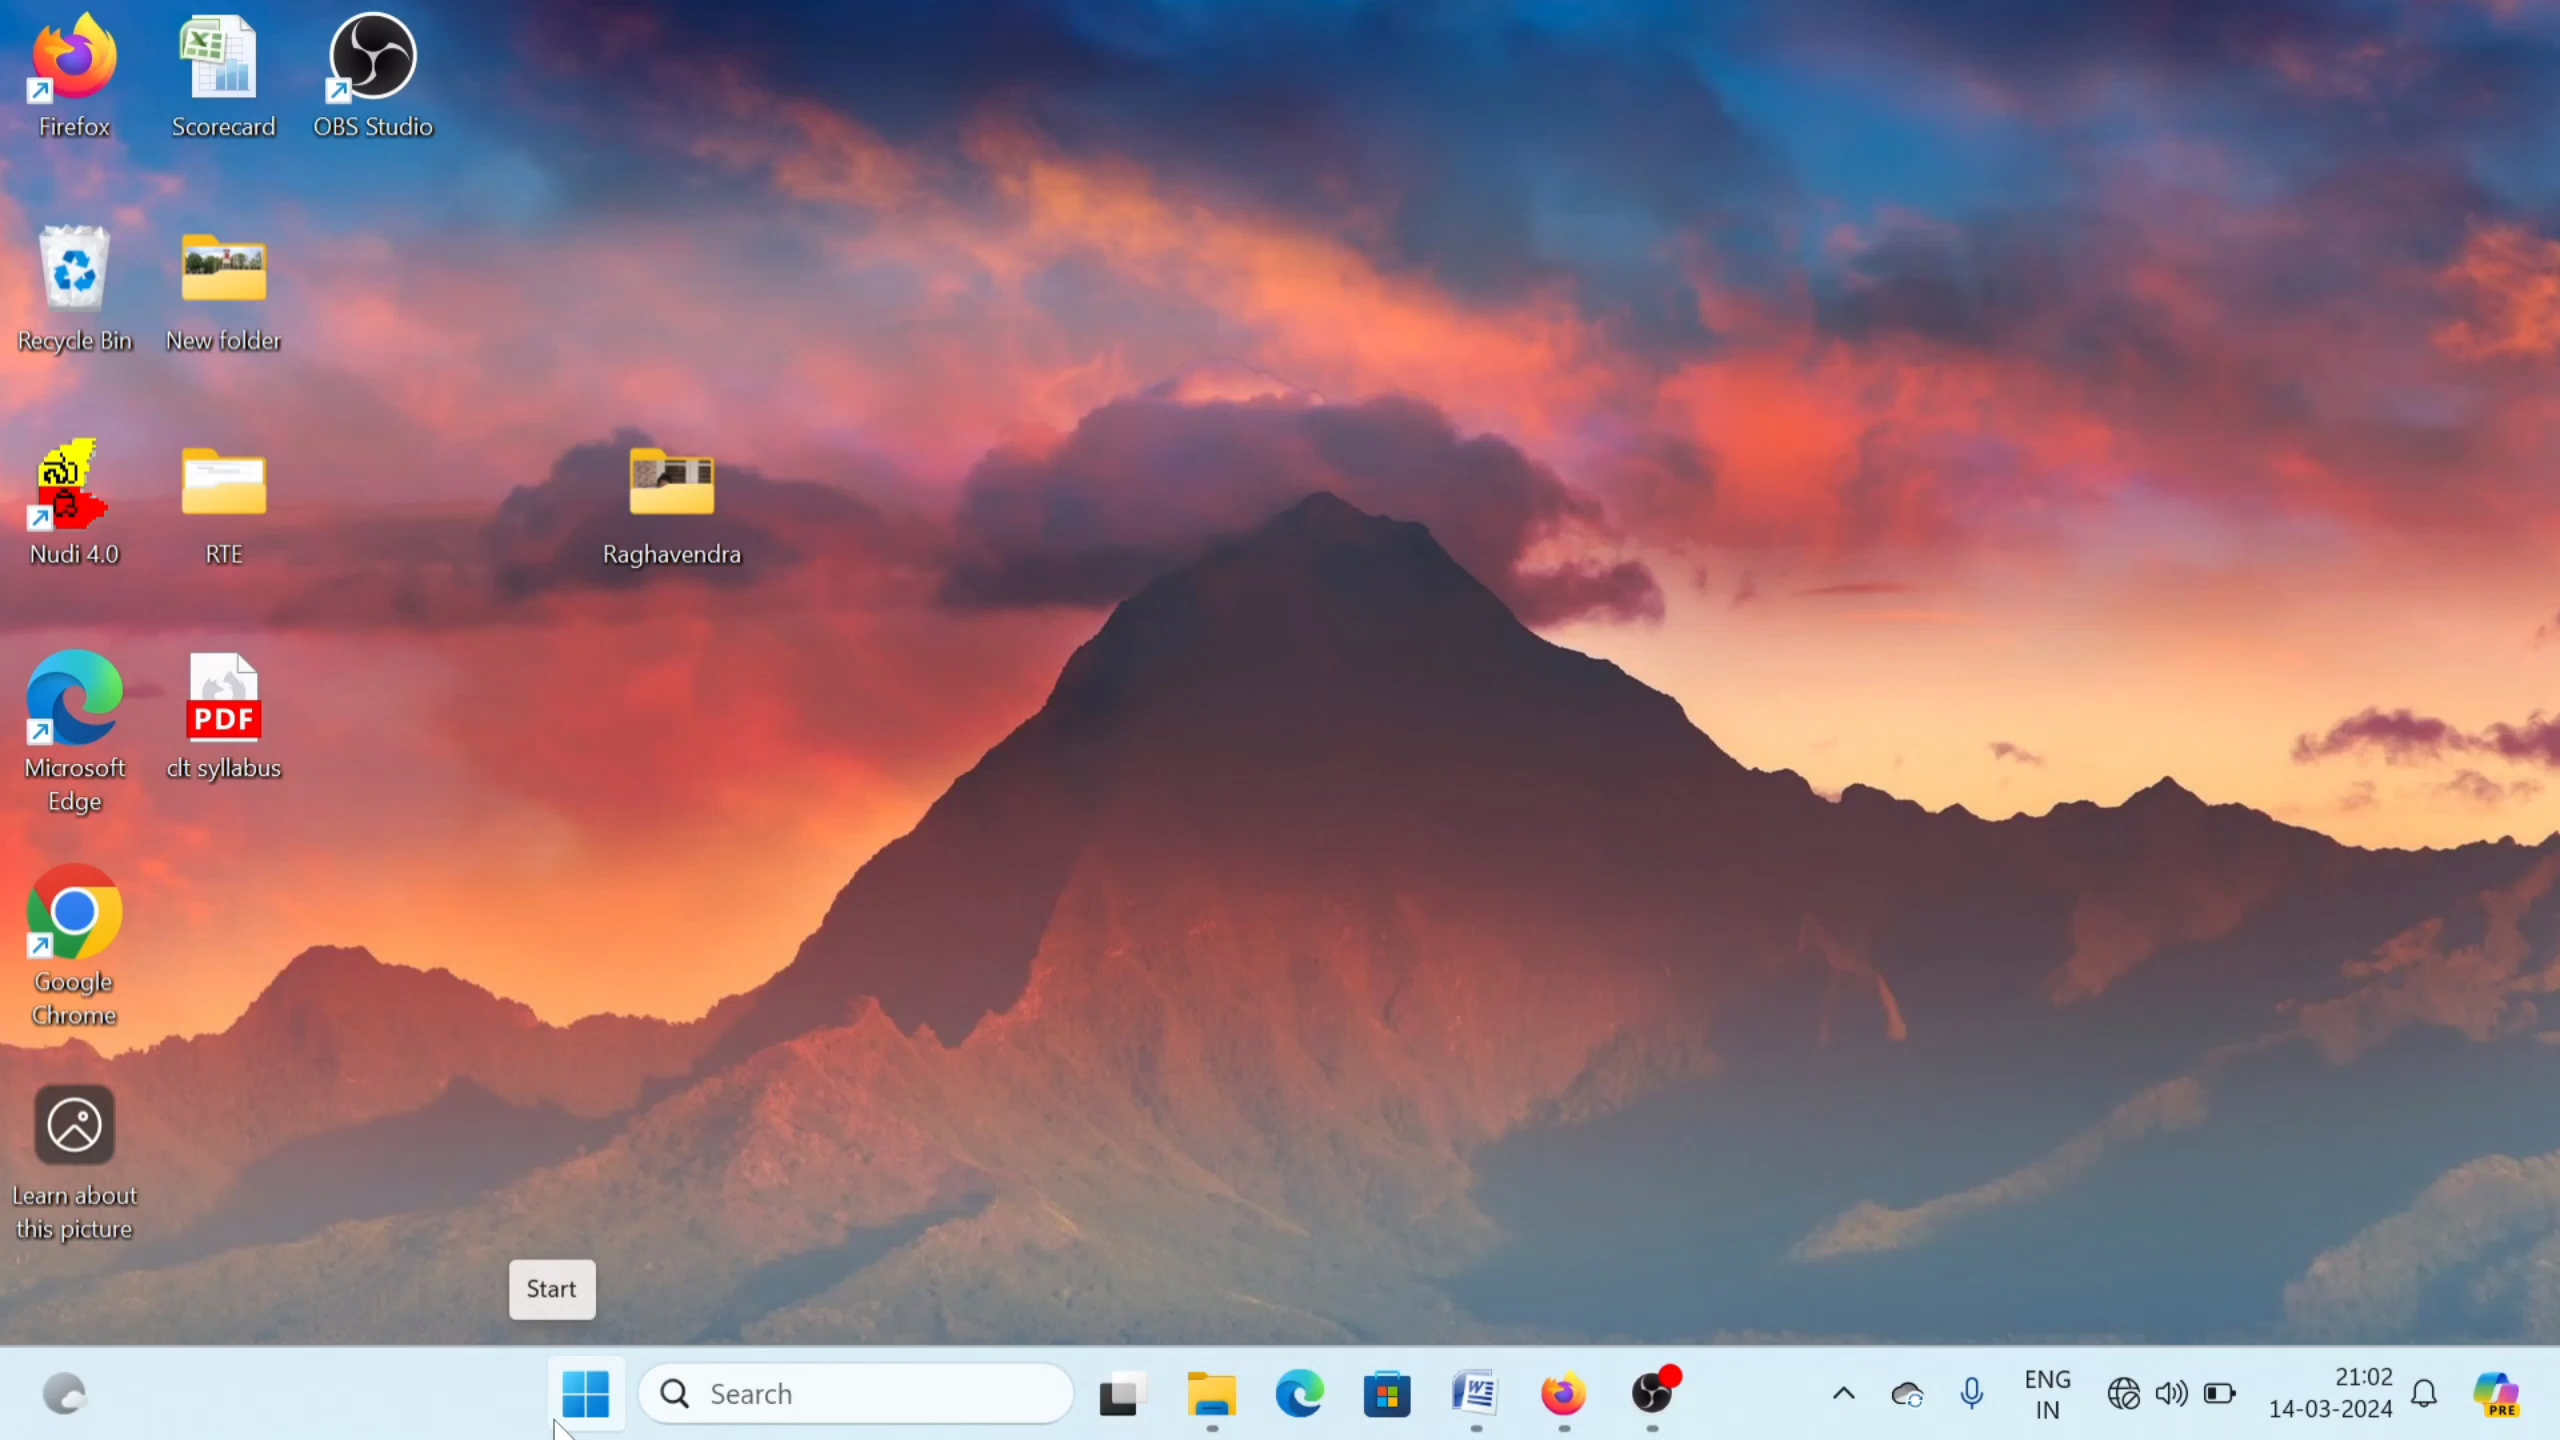 Firefox
Scorecard
OBS Studio
Recycle Bin
New folder
ನು
ಡಿ
Nudi 4.0
RTE
Raghavendra
Microsoft
Edge
PDF
clt syllabus
Google
Chrome
Learn about
this picture
Start
Search
ENG
IN
21:02
14-03-2024
PRE